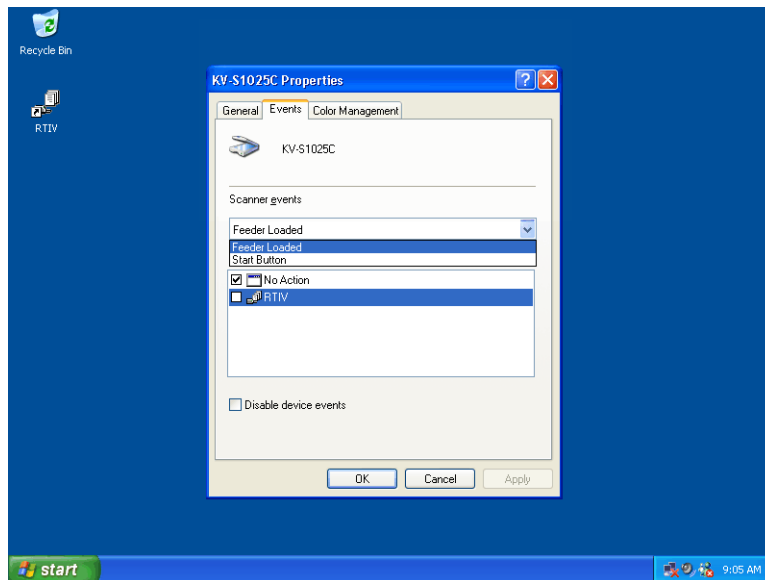 Recycle Bin
RTIV
KV-S1025C Properties
General Events Color Management
KV-S1025C
Scanner events
Feeder Loaded
Feeder Loaded
Start Button
No Action
RTIV
Disable device events
OK Cancel Apply
start 9:05 AM